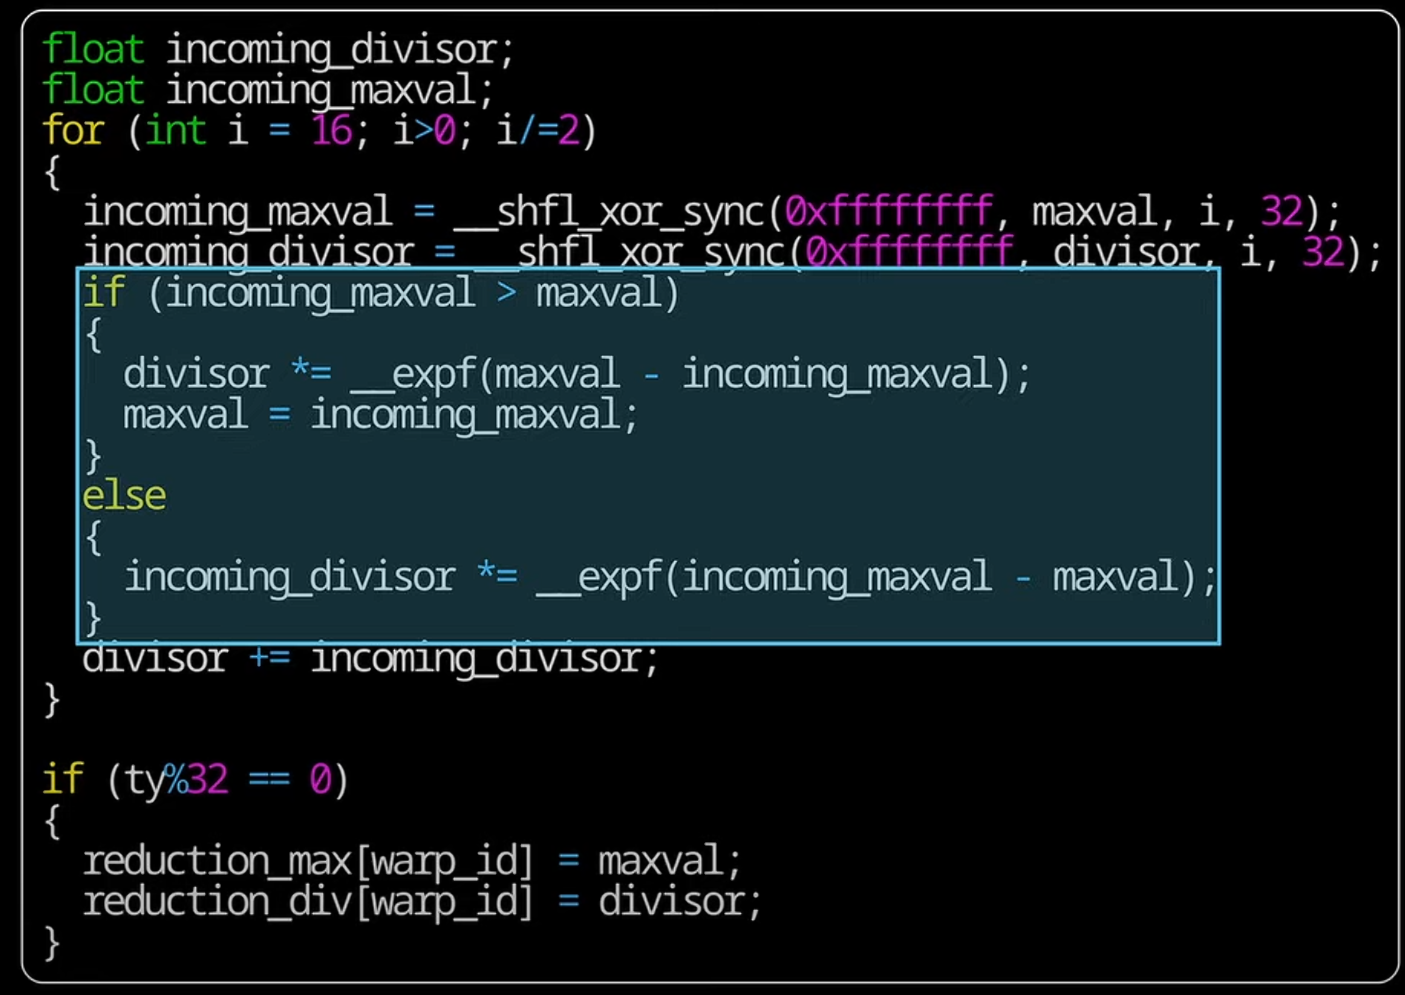 float incoming_divisor;
float incoming_maxval;
for (int i = 16; i>0; i/=2)
{
  incoming_maxval = __shfl_xor_sync(0xffffffff, maxval, i, 32);
  incoming_divisor = __shfl_xor_sync(0xffffffff, divisor, i, 32);
  if (incoming_maxval > maxval)
  {
    divisor *= __expf(maxval - incoming_maxval);
    maxval = incoming_maxval;
  }
  else
  {
    incoming_divisor *= __expf(incoming_maxval - maxval);
  }
  divisor += incoming_divisor;
}

if (ty%32 == 0)
{
  reduction_max[warp_id] = maxval;
  reduction_div[warp_id] = divisor;
}